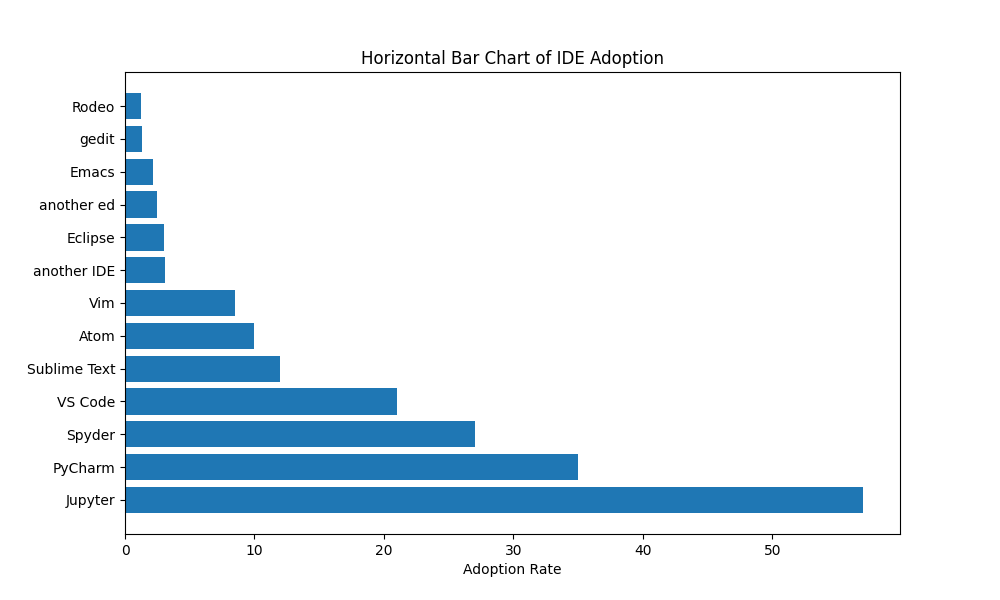 Horizontal Bar Chart of IDE Adoption
Rodeo
gedit
Emacs
another ed
Eclipse
another IDE
Vim
Atom
Sublime Text
VS Code
Spyder
PyCharm
Jupyter
0 10 20 30 40 50
Adoption Rate